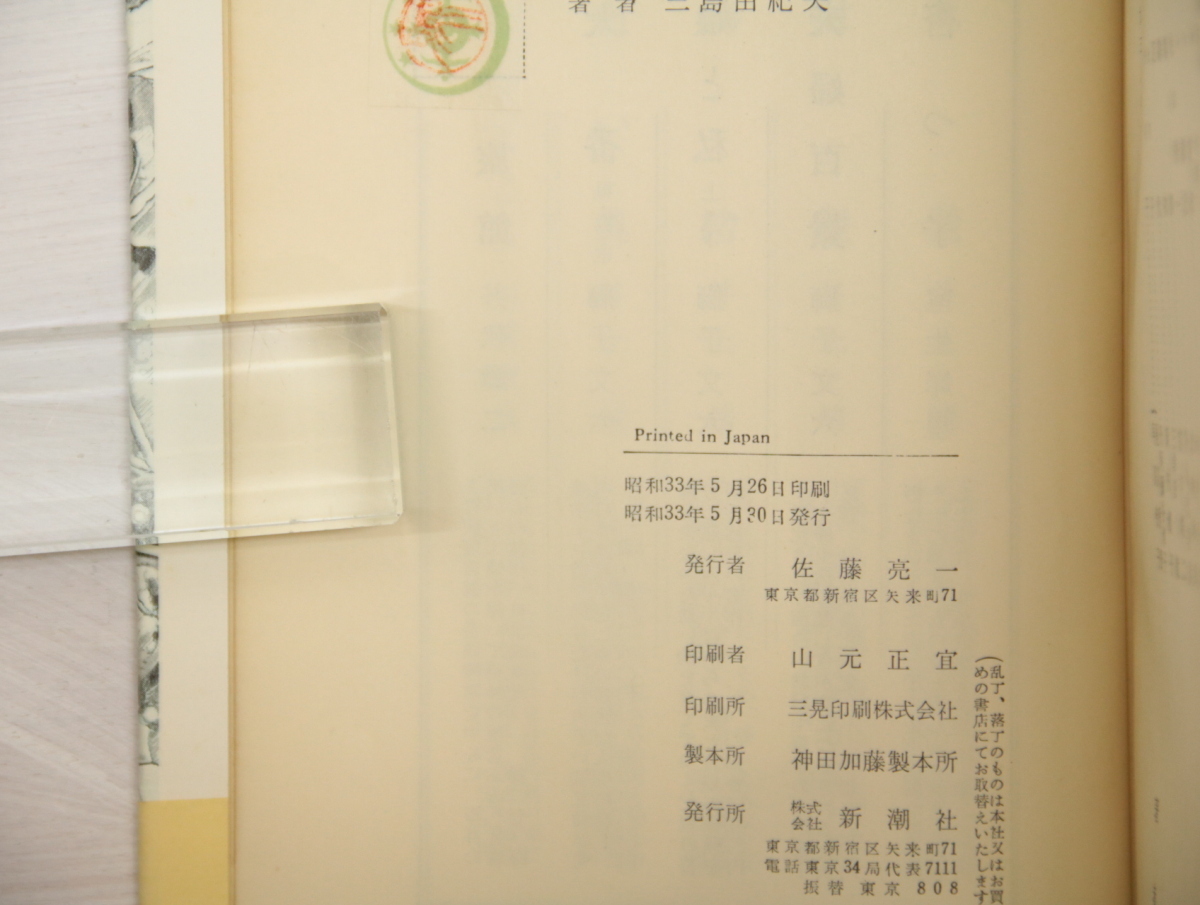 著者 三島由紀夫
Printed in Japan
昭和33年5月26日印刷
昭和33年5月30日発行
発行者 佐藤亮一
東京都新宿区矢来町71
印刷者 山元正宜
印刷所 三晃印刷株式会社
製本所 神田加藤製本所
発行所 株式会社 新潮社
東京都新宿区矢来町71
電話東京34局代表7111
振替 東京 808
(乱丁、落丁のものは本社又はお買
めの書店にてお取替えいたします